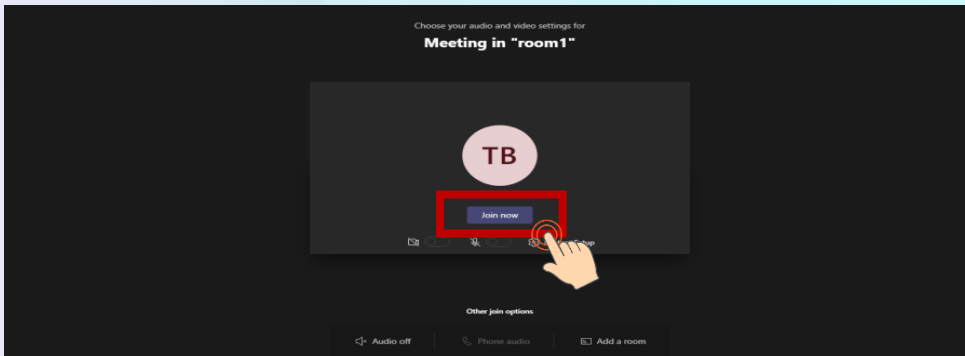 Choose your audio and video settings for
Meeting in "room1"
TB
Join now
Setup
Other join options
Audio off Phone audio Add a room